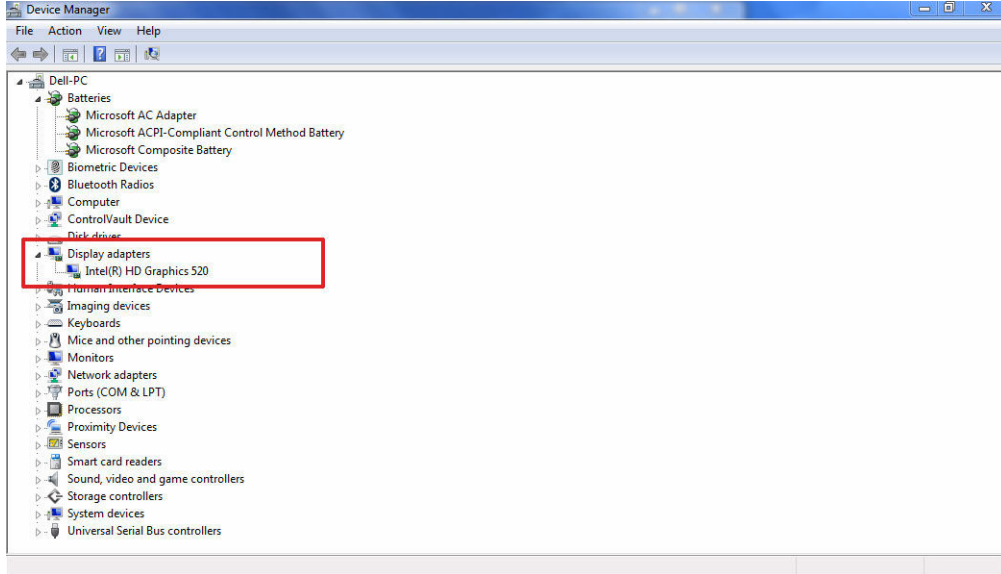 Device Manager
File Action View Help
Dell-PC
Batteries
Microsoft AC Adapter
Microsoft ACPI-Compliant Control Method Battery
Microsoft Composite Battery
Biometric Devices
Bluetooth Radios
Computer
ControlVault Device
Disk drives
Display adapters
Intel(R) HD Graphics 520
Human Interface Devices
Imaging devices
Keyboards
Mice and other pointing devices
Monitors
Network adapters
Ports (COM & LPT)
Processors
Proximity Devices
Sensors
Smart card readers
Sound, video and game controllers
Storage controllers
System devices
Universal Serial Bus controllers